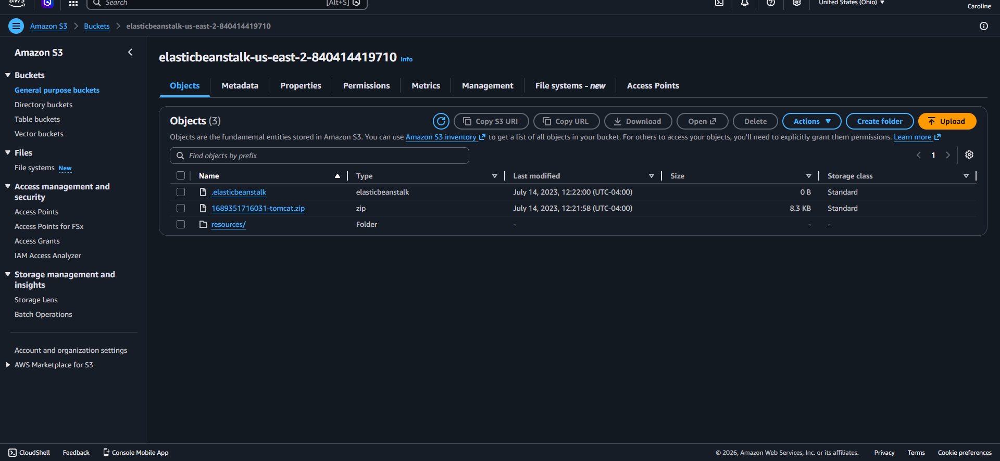 aws
Search
[Alt+S]
United States (Ohio)
Caroline
Amazon S3
Buckets
elasticbeanstalk-us-east-2-840414419710
Amazon S3
Buckets
General purpose buckets
Directory buckets
Table buckets
Vector buckets
Files
File systems New
Access management and
security
Access Points
Access Points for FSx
Access Grants
IAM Access Analyzer
Storage management and
insights
Storage Lens
Batch Operations
Account and organization settings
AWS Marketplace for S3
elasticbeanstalk-us-east-2-840414419710 Info
Objects Metadata Properties Permissions Metrics Management File systems - new Access Points
Objects (3)
Copy S3 URI Copy URL Download Open Delete Actions Create folder Upload
Objects are the fundamental entities stored in Amazon S3. You can use Amazon S3 inventory to get a list of all objects in your bucket. For others to access your objects, you'll need to explicitly grant them permissions. Learn more
Find objects by prefix
1
Name Type Last modified Size Storage class
.elasticbeanstalk elasticbeanstalk July 14, 2023, 12:22:00 (UTC-04:00) 0 B Standard
1689351716031-tomcat.zip zip July 14, 2023, 12:21:58 (UTC-04:00) 8.3 KB Standard
resources/ Folder - - -
CloudShell Feedback Console Mobile App
© 2026, Amazon Web Services, Inc. or its affiliates. Privacy Terms Cookie preferences